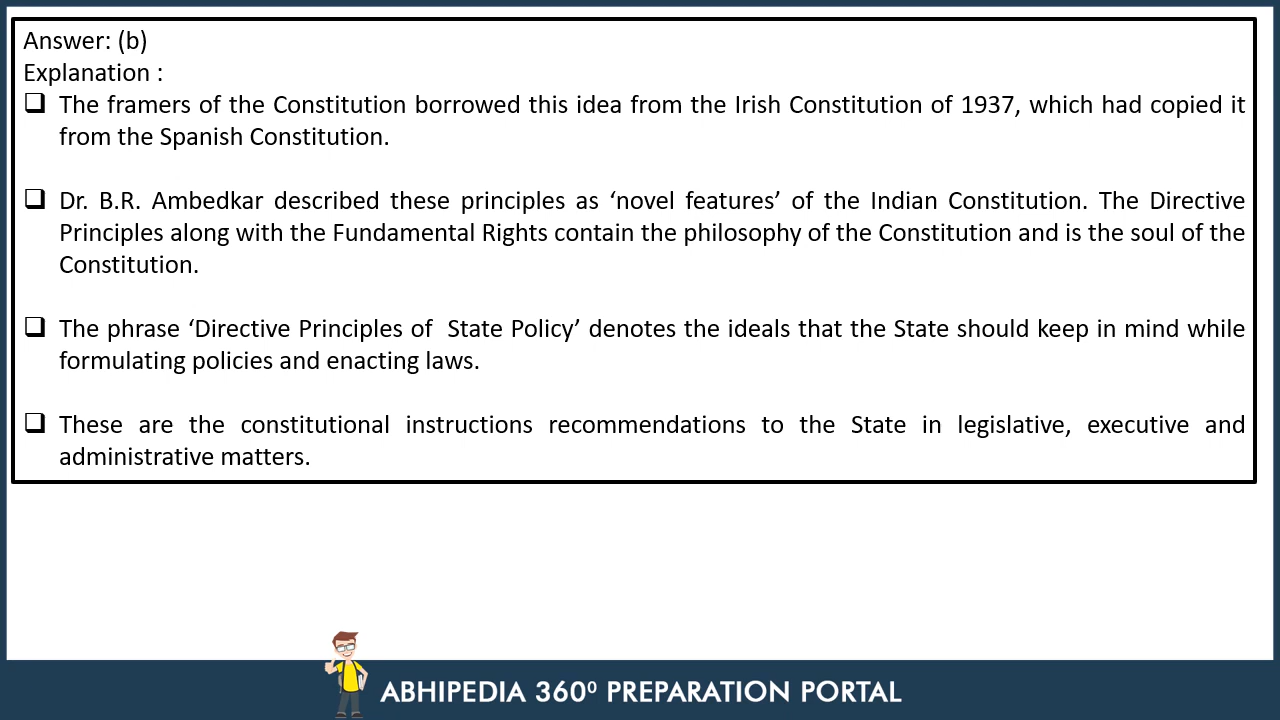 Answer: (b)
Explanation :
❑ The framers of the Constitution borrowed this idea from the Irish Constitution of 1937, which had copied it
from the Spanish Constitution.
❑ Dr. B.R. Ambedkar described these principles as ‘novel features’ of the Indian Constitution. The Directive
Principles along with the Fundamental Rights contain the philosophy of the Constitution and is the soul of the
Constitution.
❑ The phrase ‘Directive Principles of  State Policy’ denotes the ideals that the State should keep in mind while
formulating policies and enacting laws.
❑ These are the constitutional instructions recommendations to the State in legislative, executive and
administrative matters.
ABHIPEDIA 360⁰ PREPARATION PORTAL